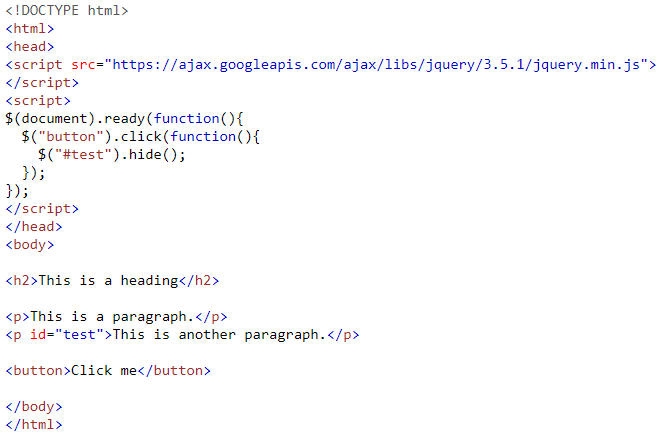 <!DOCTYPE html>
<html>
<head>
<script src="https://ajax.googleapis.com/ajax/libs/jquery/3.5.1/jquery.min.js">
</script>
<script>
$(document).ready(function(){
  $("button").click(function(){
    $("#test").hide();
  });
});
</script>
</head>
<body>

<h2>This is a heading</h2>

<p>This is a paragraph.</p>
<p id="test">This is another paragraph.</p>

<button>Click me</button>

</body>
</html>